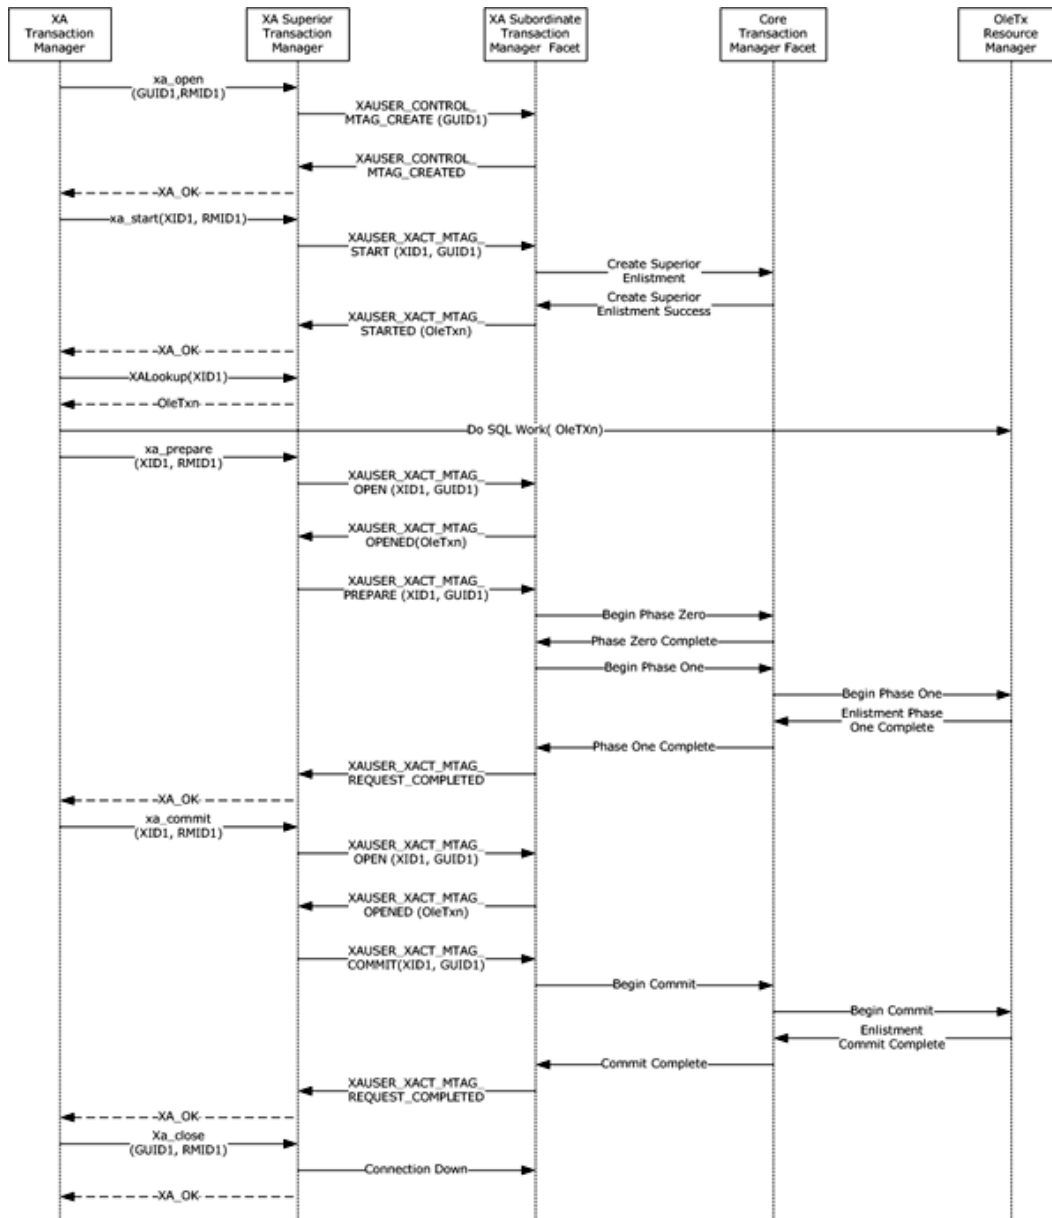 XA
Transaction
Manager
XA Superior
Transaction
Manager
XA Subordinate
Transaction
Manager Facet
Core
Transaction
Manager Facet
OleTx
Resource
Manager
xa_open
(GUID1,RMID1)
XAUSER_CONTROL_
MTAG_CREATE (GUID1)
XAUSER_CONTROL_
MTAG_CREATED
XA_OK
xa_start(XID1, RMID1)
XAUSER_XACT_MTAG_
START (XID1, GUID1)
Create Superior
Enlistment
Create Superior
Enlistment Success
XAUSER_XACT_MTAG_
STARTED (OleTxn)
XA_OK
XALookup(XID1)
OleTxn
Do SQL Work( OleTXn)
xa_prepare
(XID1, RMID1)
XAUSER_XACT_MTAG_
OPEN (XID1, GUID1)
XAUSER_XACT_MTAG_
OPENED(OleTxn)
XAUSER_XACT_MTAG_
PREPARE (XID1, GUID1)
Begin Phase Zero
Phase Zero Complete
Begin Phase One
Begin Phase One
Enlistment Phase
One Complete
Phase One Complete
XAUSER_XACT_MTAG_
REQUEST_COMPLETED
XA_OK
xa_commit
(XID1, RMID1)
XAUSER_XACT_MTAG_
OPEN (XID1, GUID1)
XAUSER_XACT_MTAG_
OPENED (OleTxn)
XAUSER_XACT_MTAG_
COMMIT(XID1, GUID1)
Begin Commit
Begin Commit
Enlistment
Commit Complete
Commit Complete
XAUSER_XACT_MTAG_
REQUEST_COMPLETED
XA_OK
Xa_close
(GUID1, RMID1)
Connection Down
XA_OK